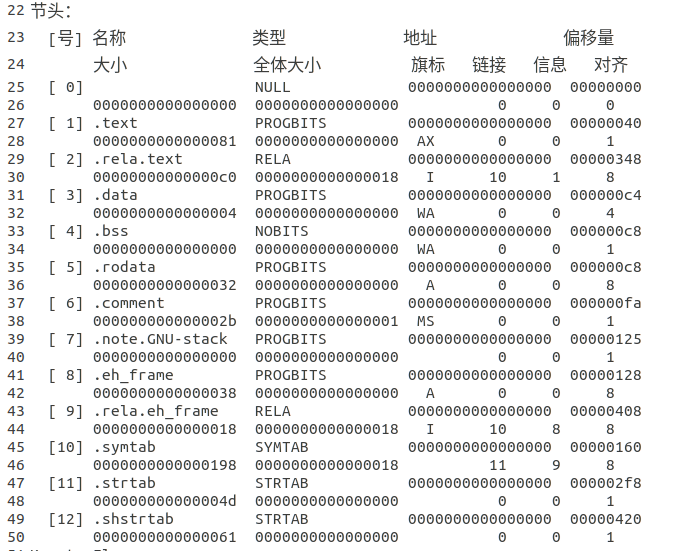 22 节头:
23 [号] 名称 类型 地址 偏移量
24 大小 全体大小 旗标 链接 信息 对齐
25 [ 0] NULL 0000000000000000 00000000
26 0000000000000000 0000000000000000 0 0 0
27 [ 1] .text PROGBITS 0000000000000000 00000040
28 0000000000000081 0000000000000000 AX 0 0 1
29 [ 2] .rela.text RELA 0000000000000000 00000348
30 00000000000000c0 0000000000000018 I 10 1 8
31 [ 3] .data PROGBITS 0000000000000000 000000c4
32 0000000000000004 0000000000000000 WA 0 0 4
33 [ 4] .bss NOBITS 0000000000000000 000000c8
34 0000000000000000 0000000000000000 WA 0 0 1
35 [ 5] .rodata PROGBITS 0000000000000000 000000c8
36 0000000000000032 0000000000000000 A 0 0 8
37 [ 6] .comment PROGBITS 0000000000000000 000000fa
38 000000000000002b 0000000000000001 MS 0 0 1
39 [ 7] .note.GNU-stack PROGBITS 0000000000000000 00000125
40 0000000000000000 0000000000000000 0 0 1
41 [ 8] .eh_frame PROGBITS 0000000000000000 00000128
42 0000000000000038 0000000000000000 A 0 0 8
43 [ 9] .rela.eh_frame RELA 0000000000000000 00000408
44 0000000000000018 0000000000000018 I 10 8 8
45 [10] .symtab SYMTAB 0000000000000000 00000160
46 0000000000000198 0000000000000018 11 9 8
47 [11] .strtab STRTAB 0000000000000000 000002f8
48 000000000000004d 0000000000000000 0 0 1
49 [12] .shstrtab STRTAB 0000000000000000 00000420
50 0000000000000061 0000000000000000 0 0 1